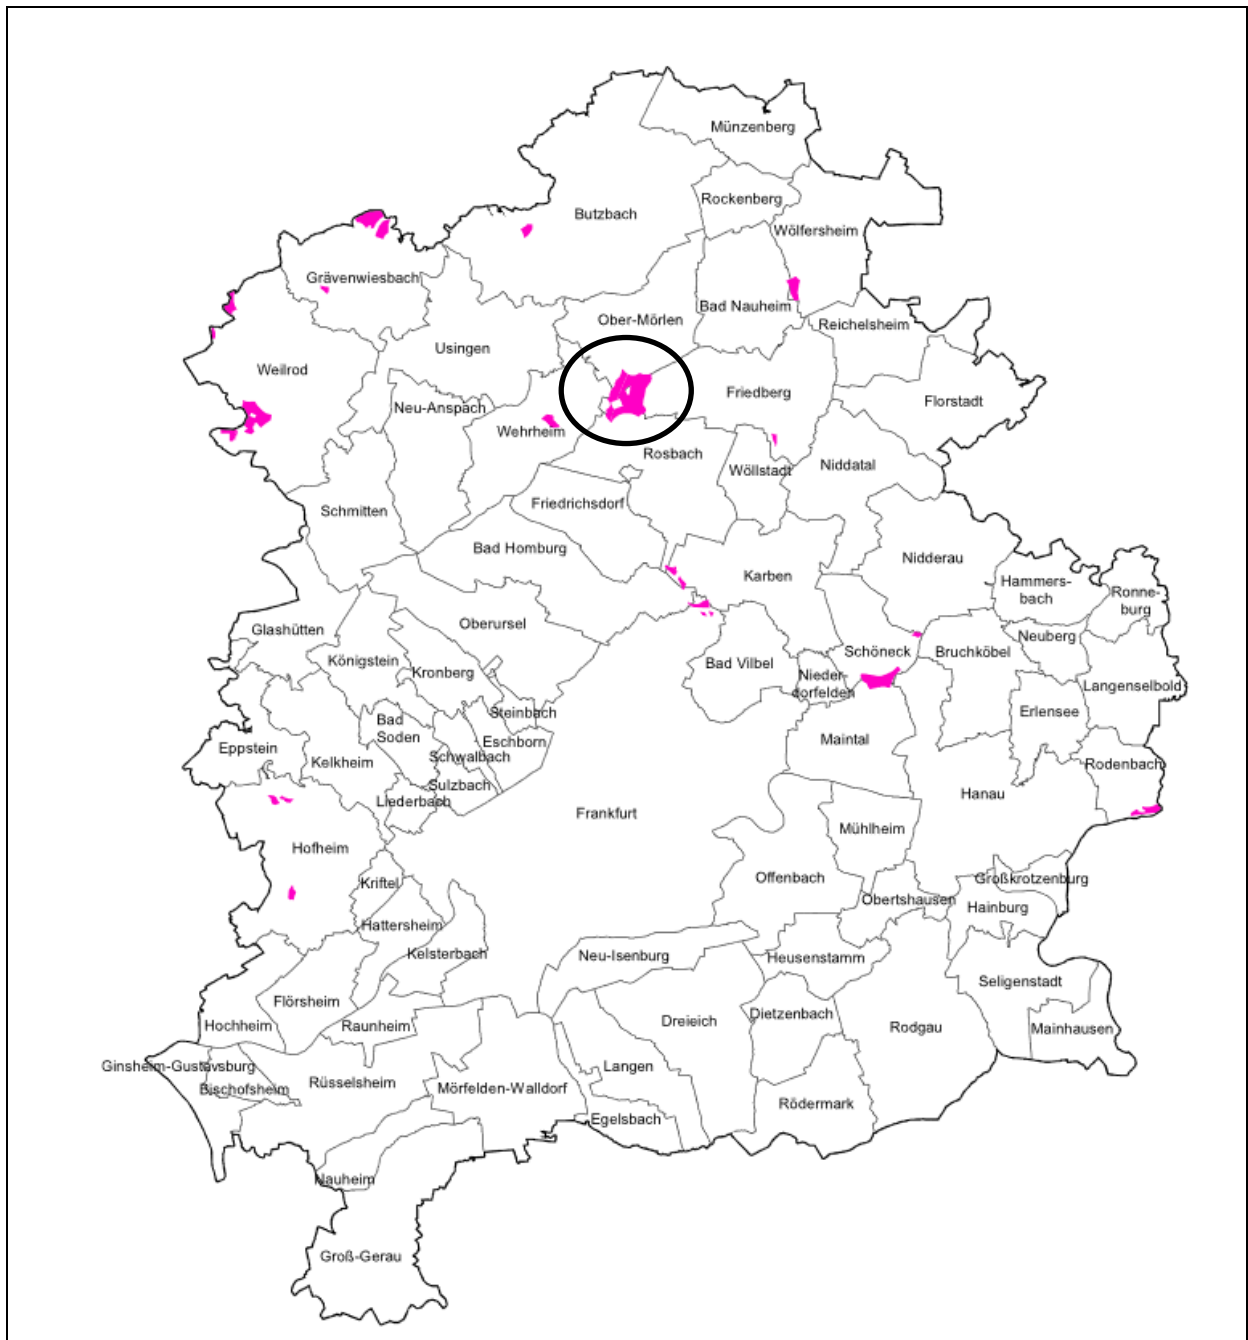 Münzenberg
Rockenberg
Butzbach
Wölfersheim
Grävenwiesbach
Bad Nauheim
Ober-Mörlen
Reichelsheim
Usingen
Weilrod
Friedberg
Florstadt
Neu-Anspach
Wehrheim
Rosbach
Wöllstadt
Niddatal
Friedrichsdorf
Schmitten
Bad Homburg
Nidderau
Karben
Hammers-
bach
Ronne-
burg
Oberursel
Glashütten
Neuberg
Schöneck
Bruchköbel
Königstein
Bad Vilbel
Kronberg
Nieder-
dorfelden
Langenselbold
Steinbach
Erlensee
Bad
Soden
Maintal
Eschborn
Eppstein
Schwalbach
Kelkheim
Rodenbach
Sulzbach
Hanau
Liederbach
Frankfurt
Mühlheim
Hofheim
Offenbach
Großkrotzenburg
Kriftel
Obertshausen
Hainburg
Hattersheim
Kelsterbach
Neu-Isenburg
Heusenstamm
Seligenstadt
Flörsheim
Dietzenbach
Dreieich
Hochheim
Raunheim
Rodgau
Mainhausen
Ginsheim-Gustavsburg
Langen
Rüsselsheim
Bischofsheim
Mörfelden-Walldorf
Rödermark
Egelsbach
Nauheim
Groß-Gerau